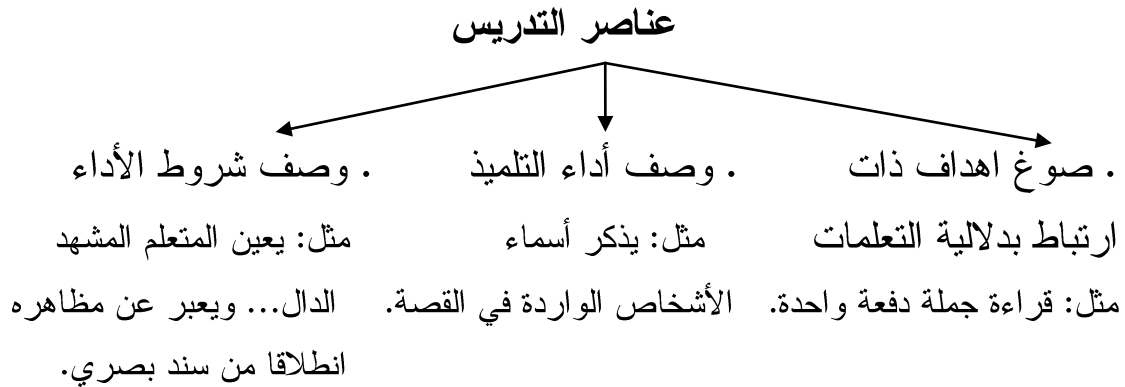 عناصر التدريس
. صوغ اهداف ذات
ارتباط بدلالية التعلمات
مثل: قراءة جملة دفعة واحدة.
. وصف أداء التلميذ
مثل: يذكر أسماء
الأشخاص الواردة في القصة.
. وصف شروط الأداء
مثل: يعين المتعلم المشهد
الدال... ويعبر عن مظاهره
انطلاقا من سند بصري.